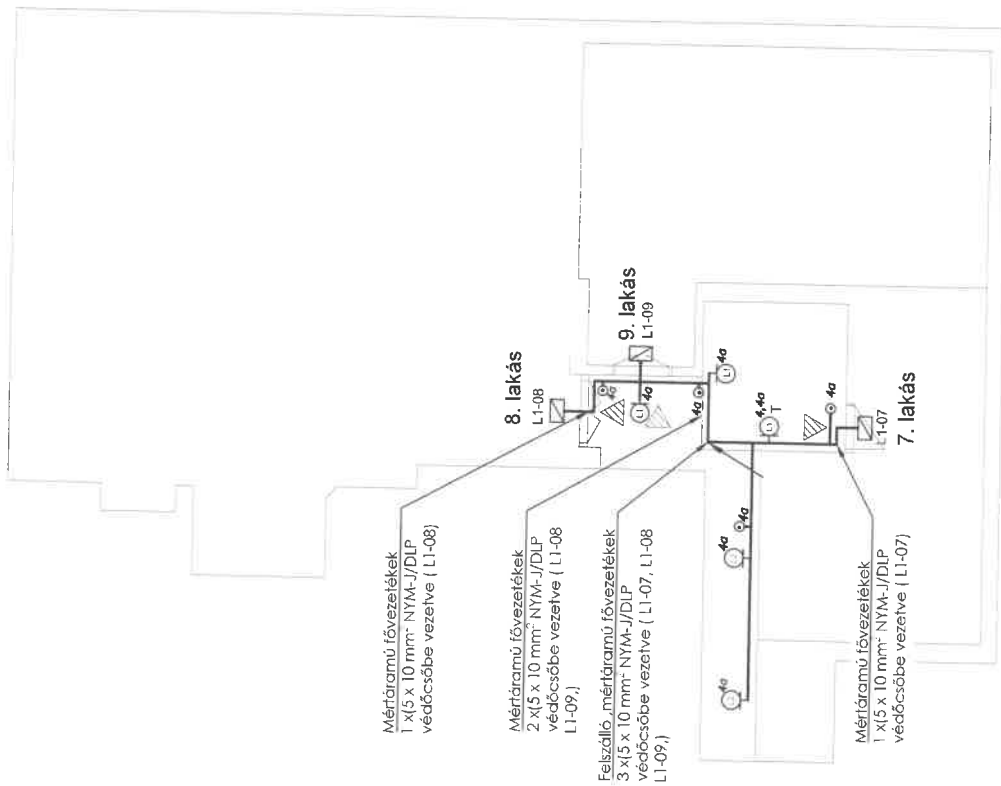 Mértáramú fővezetékek
1 x(5 x 10 mm² NYM-J/DLP
védőcsőbe vezetve ( L1-08)
Mértáramú fővezetékek
2 x(5 x 10 mm² NYM-J/DLP
védőcsőbe vezetve ( L1-08
L1-09,)
Felszálló ,mértáramú fővezetékek
3 x(5 x 10 mm² NYM-J/DLP
védőcsőbe vezetve ( L1-07, L1-08
L1-09,)
Mértáramú fővezetékek
1 x(5 x 10 mm² NYM-J/DLP
védőcsőbe vezetve ( L1-07)
8. lakás
L1-08
9. lakás
L1-09
7. lakás
L1-07
4a
4a
L1
4a
4a
L1
4,4a
T
4a
4a
4a
4a